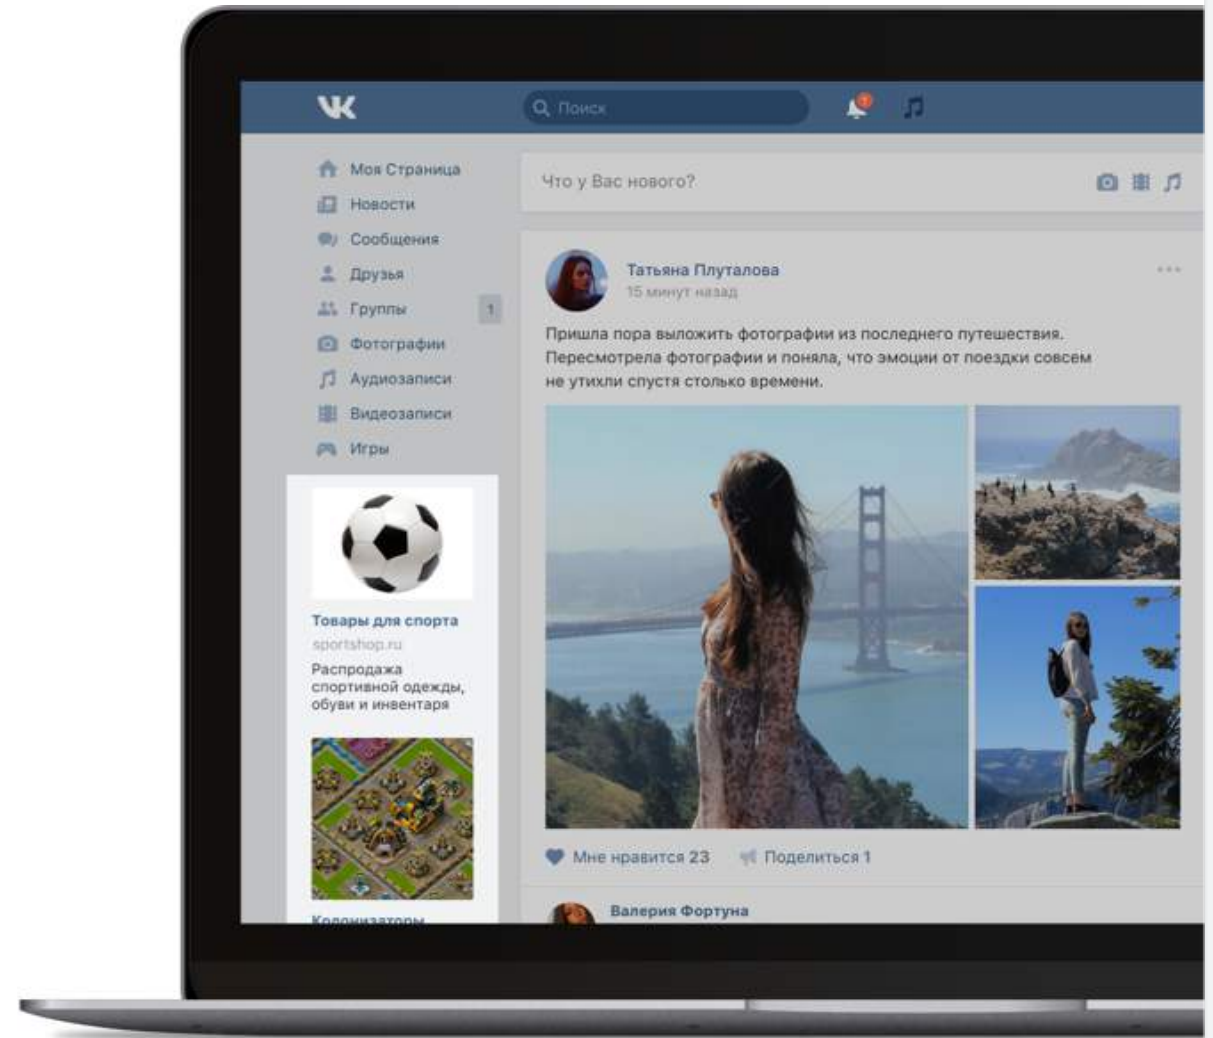 VK
Поиск
1
Моя Страница
Новости
Сообщения
Друзья
Группы
1
Фотографии
Аудиозаписи
Видеозаписи
Игры
Товары для спорта
sportshop.ru
Распродажа
спортивной одежды,
обуви и инвентаря
Колонизаторы
Что у Вас нового?
Татьяна Плуталова
15 минут назад
Пришла пора выложить фотографии из последнего путешествия.
Пересмотрела фотографии и поняла, что эмоции от поездки совсем
не утихли спустя столько времени.
Мне нравится 23
Поделиться 1
Валерия Фортуна